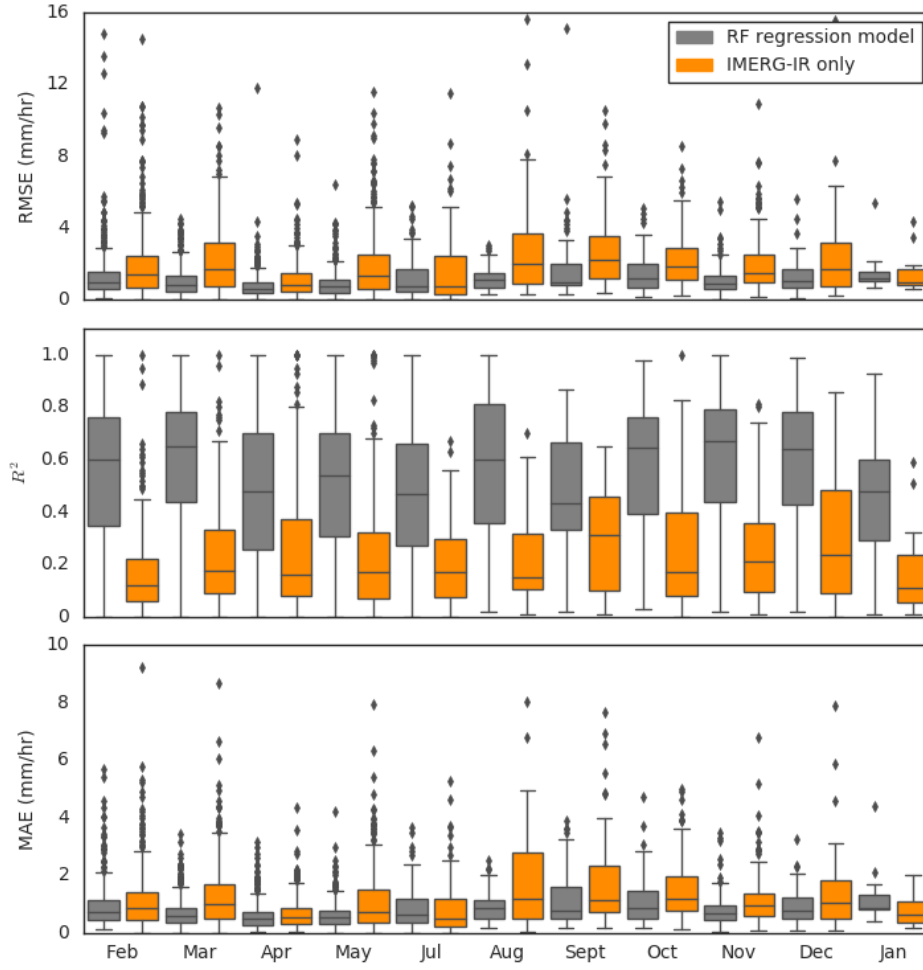 16
12
8
4
0
RMSE (mm/hr)
RF regression model
IMERG-IR only
1.0
0.8
0.6
0.4
0.2
0
R²
10
8
6
4
2
0
MAE (mm/hr)
Feb Mar Apr May Jul Aug Sept Oct Nov Dec Jan